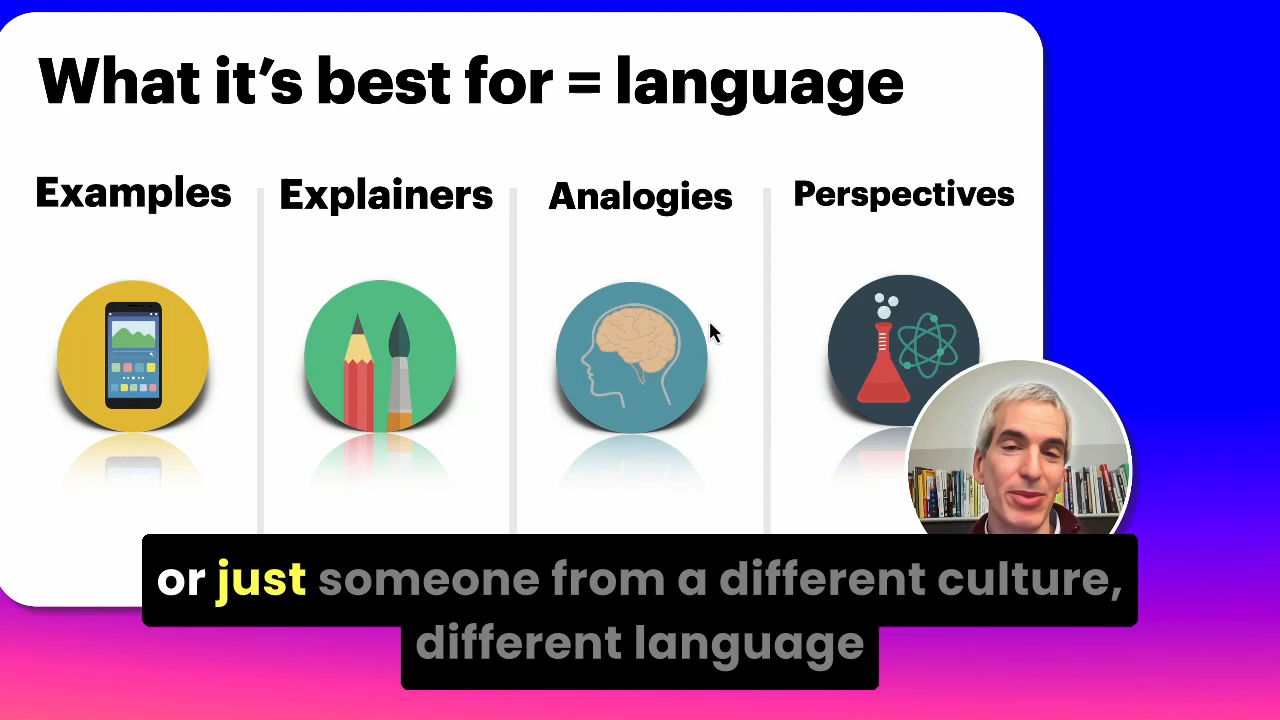 What it’s best for = language
Examples
Explainers
Analogies
Perspectives
or just someone from a different culture,
different language